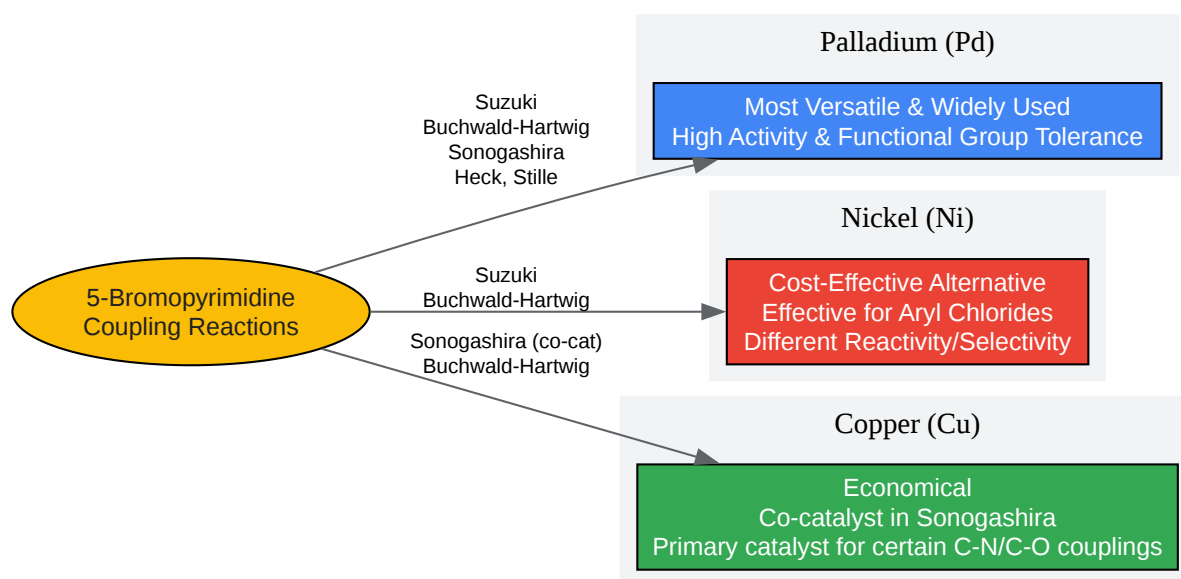 5-Bromopyrimidine
Coupling Reactions
Suzuki
Buchwald-Hartwig
Sonogashira
Heck, Stille
Palladium (Pd)
Most Versatile & Widely Used
High Activity & Functional Group Tolerance
Suzuki
Buchwald-Hartwig
Nickel (Ni)
Cost-Effective Alternative
Effective for Aryl Chlorides
Different Reactivity/Selectivity
Sonogashira (co-cat)
Buchwald-Hartwig
Copper (Cu)
Economical
Co-catalyst in Sonogashira
Primary catalyst for certain C-N/C-O couplings